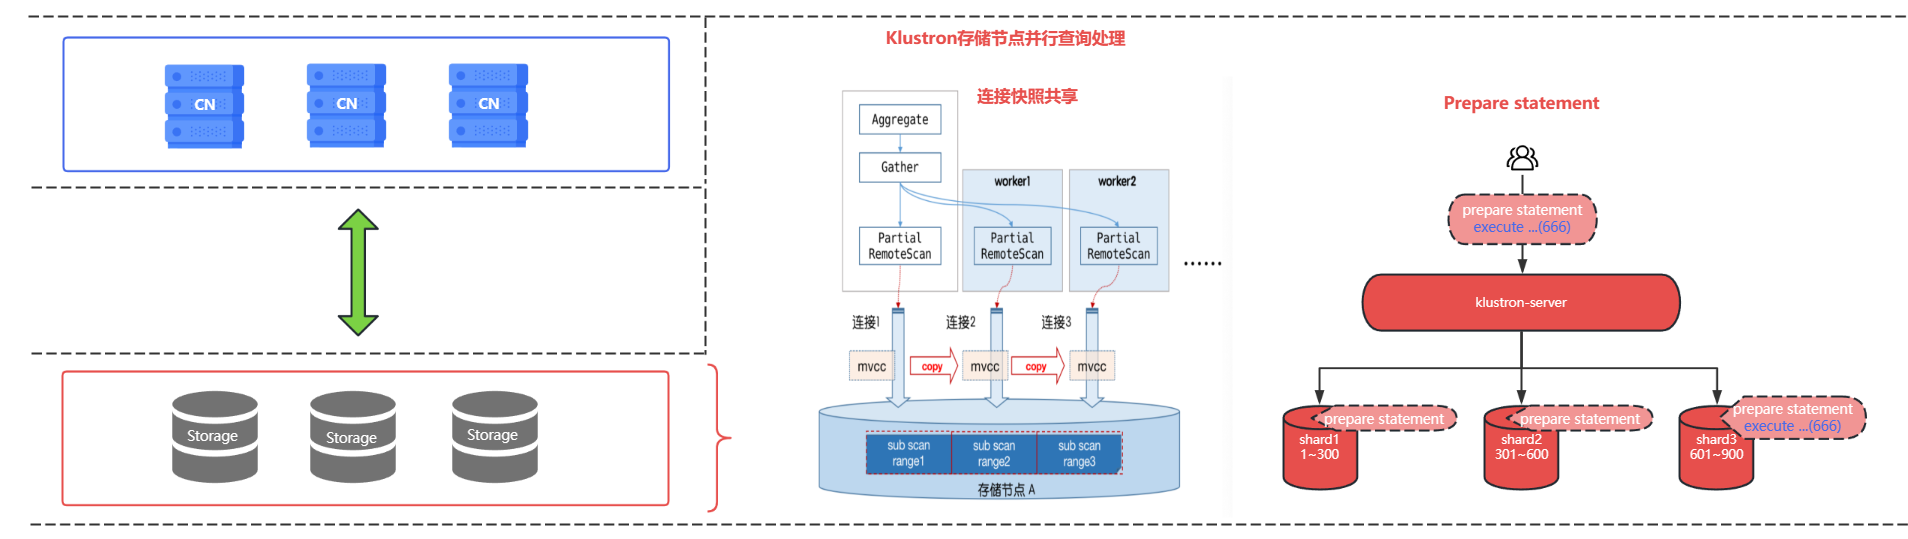 CN
CN
CN
Storage
Storage
Storage
Klustron存储节点并行查询处理
连接快照共享
Aggregate
Gather
worker1
worker2
Partial
RemoteScan
Partial
RemoteScan
Partial
RemoteScan
......
连接1
连接2
连接3
mvcc
copy
mvcc
copy
mvcc
sub scan
range1
sub scan
range2
sub scan
range3
存储节点 A
Prepare statement
prepare statement
execute ...(666)
klustron-server
prepare statement
shard1
1~300
prepare statement
shard2
301~600
prepare statement
execute ...(666)
shard3
601~900